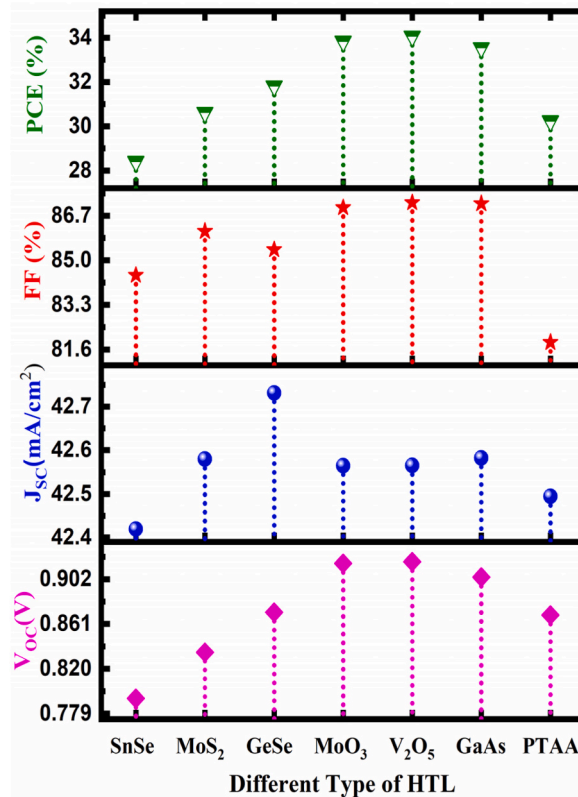 PCE (%)
34
32
30
28
FF (%)
86.7
85.0
83.3
81.6
J_SC(mA/cm²)
42.7
42.6
42.5
42.4
V_OC(V)
0.902
0.861
0.820
0.779
SnSe MoS₂ GeSe MoO₃ V₂O₅ GaAs PTAA
Different Type of HTL